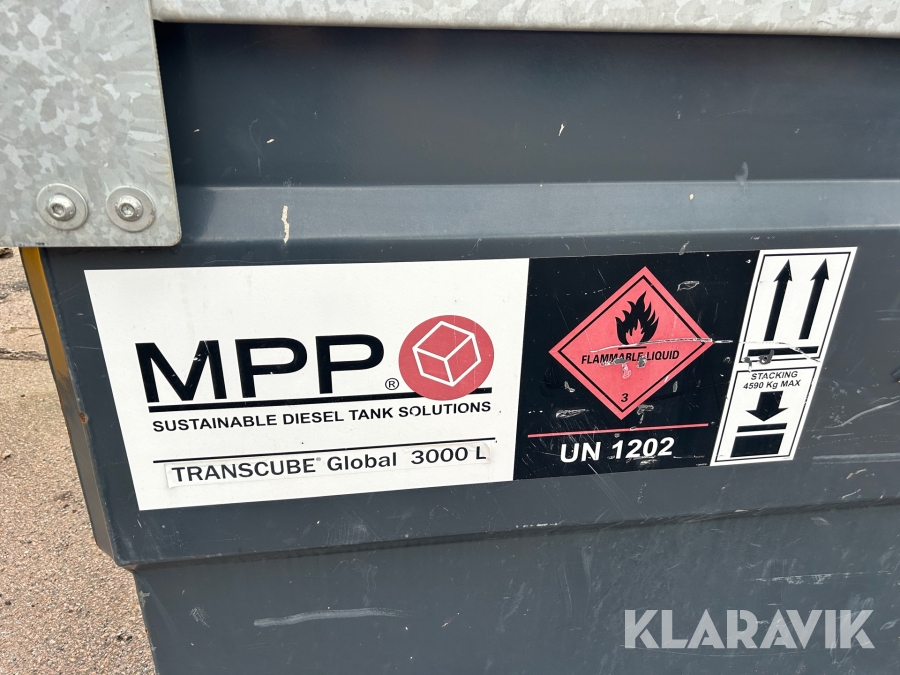 MPP®
SUSTAINABLE DIESEL TANK SOLUTIONS
TRANSCUBE® Global 3000 L
FLAMMABLE LIQUID
3
UN 1202
STACKING
4590 Kg MAX
KLARAVIK